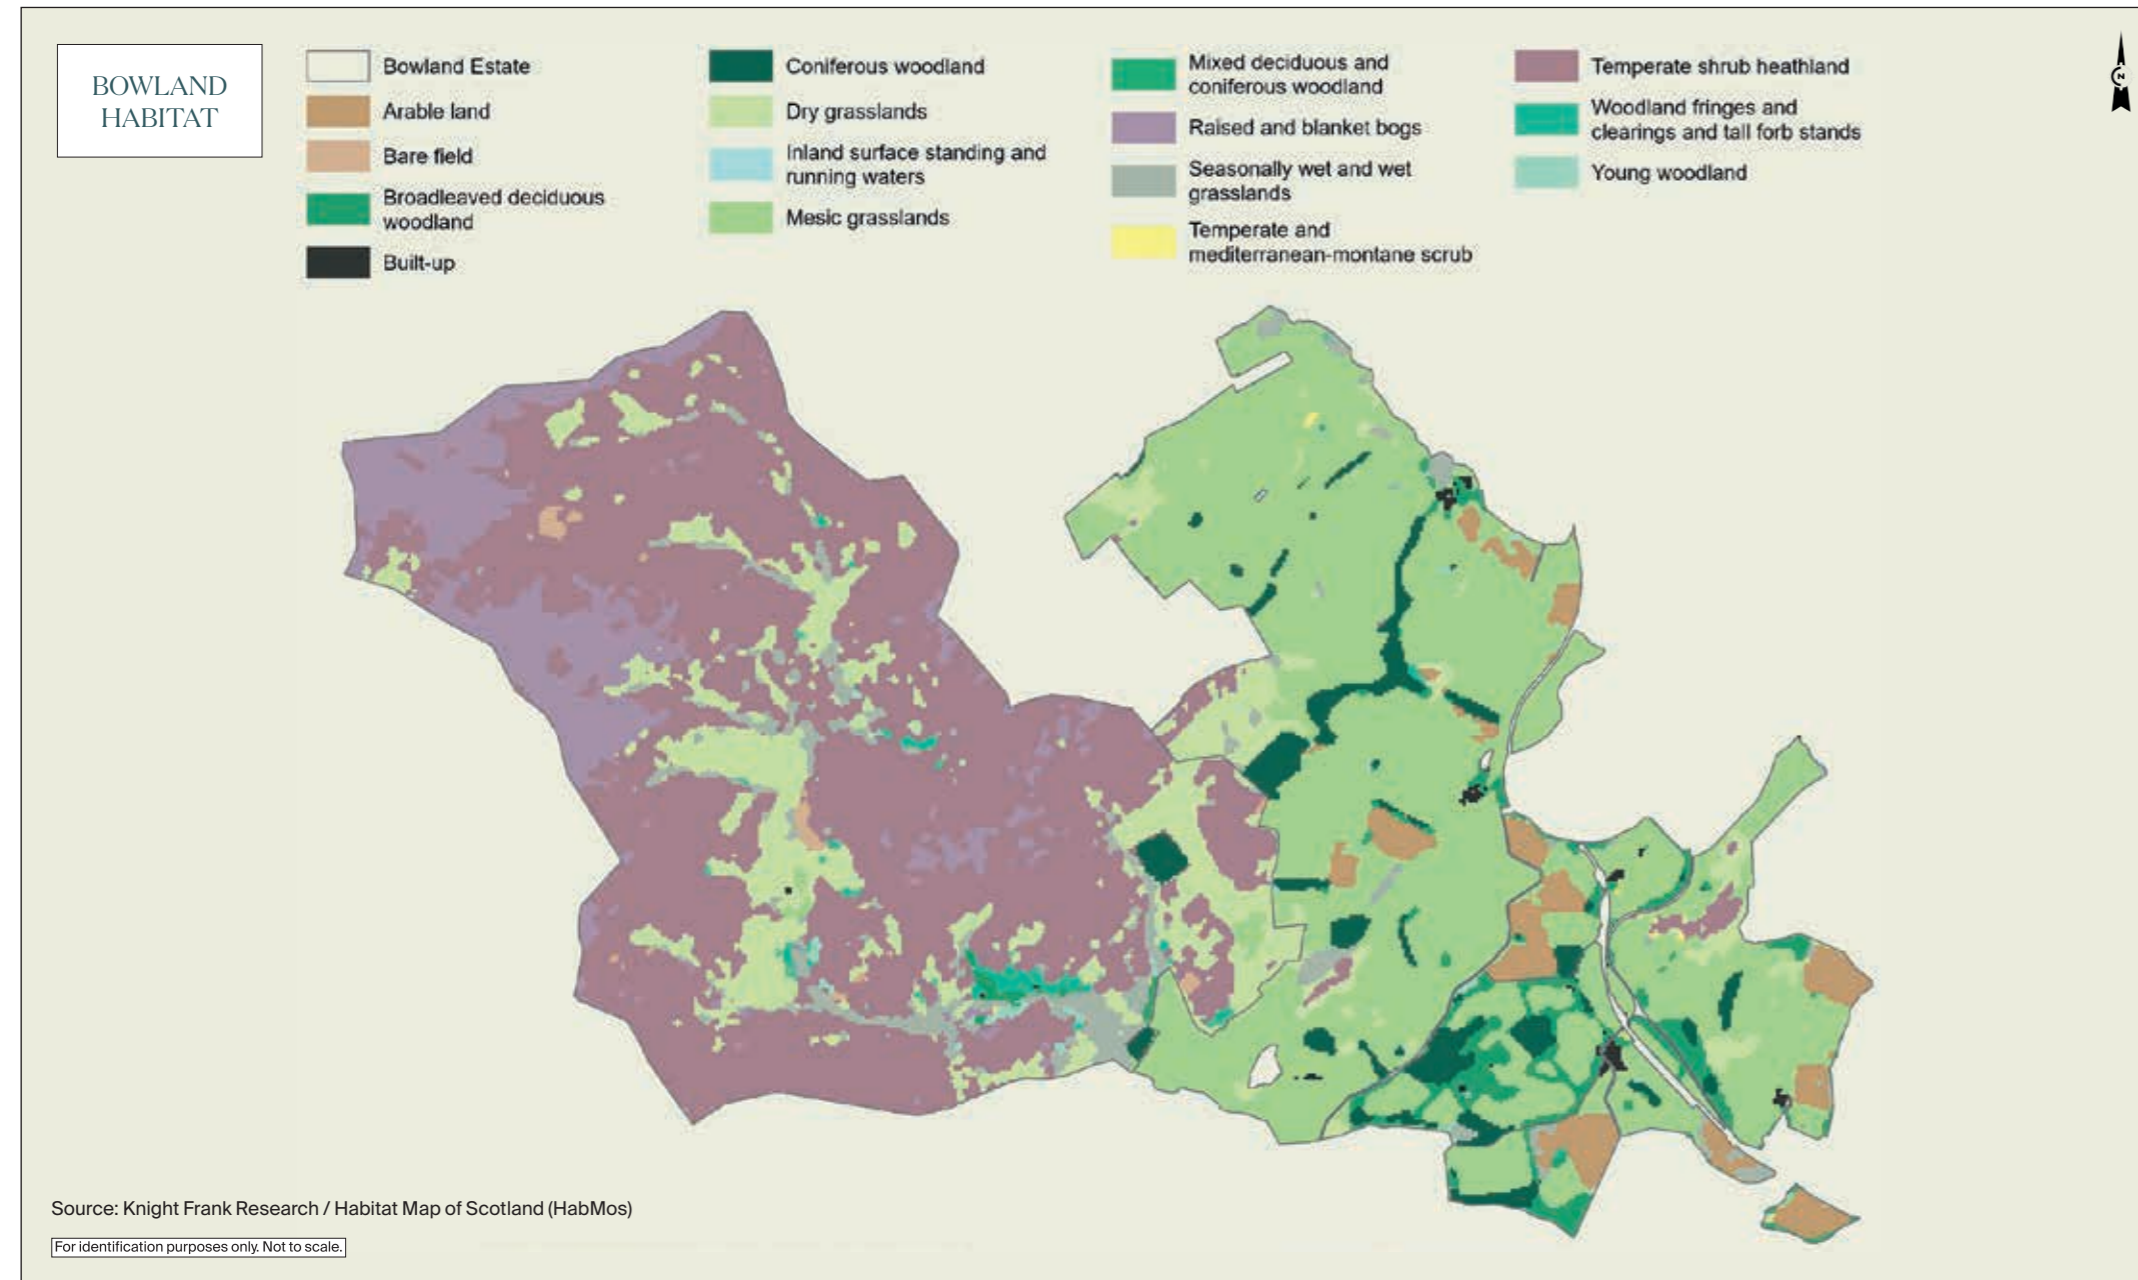 BOWLAND
HABITAT
Bowland Estate
Arable land
Bare field
Broadleaved deciduous
woodland
Built-up
Coniferous woodland
Dry grasslands
Inland surface standing and
running waters
Mesic grasslands
Mixed deciduous and
coniferous woodland
Raised and blanket bogs
Seasonally wet and wet
grasslands
Temperate and
mediterranean-montane scrub
Temperate shrub heathland
Woodland fringes and
clearings and tall forb stands
Young woodland
N
Source: Knight Frank Research / Habitat Map of Scotland (HabMos)
For identification purposes only. Not to scale.